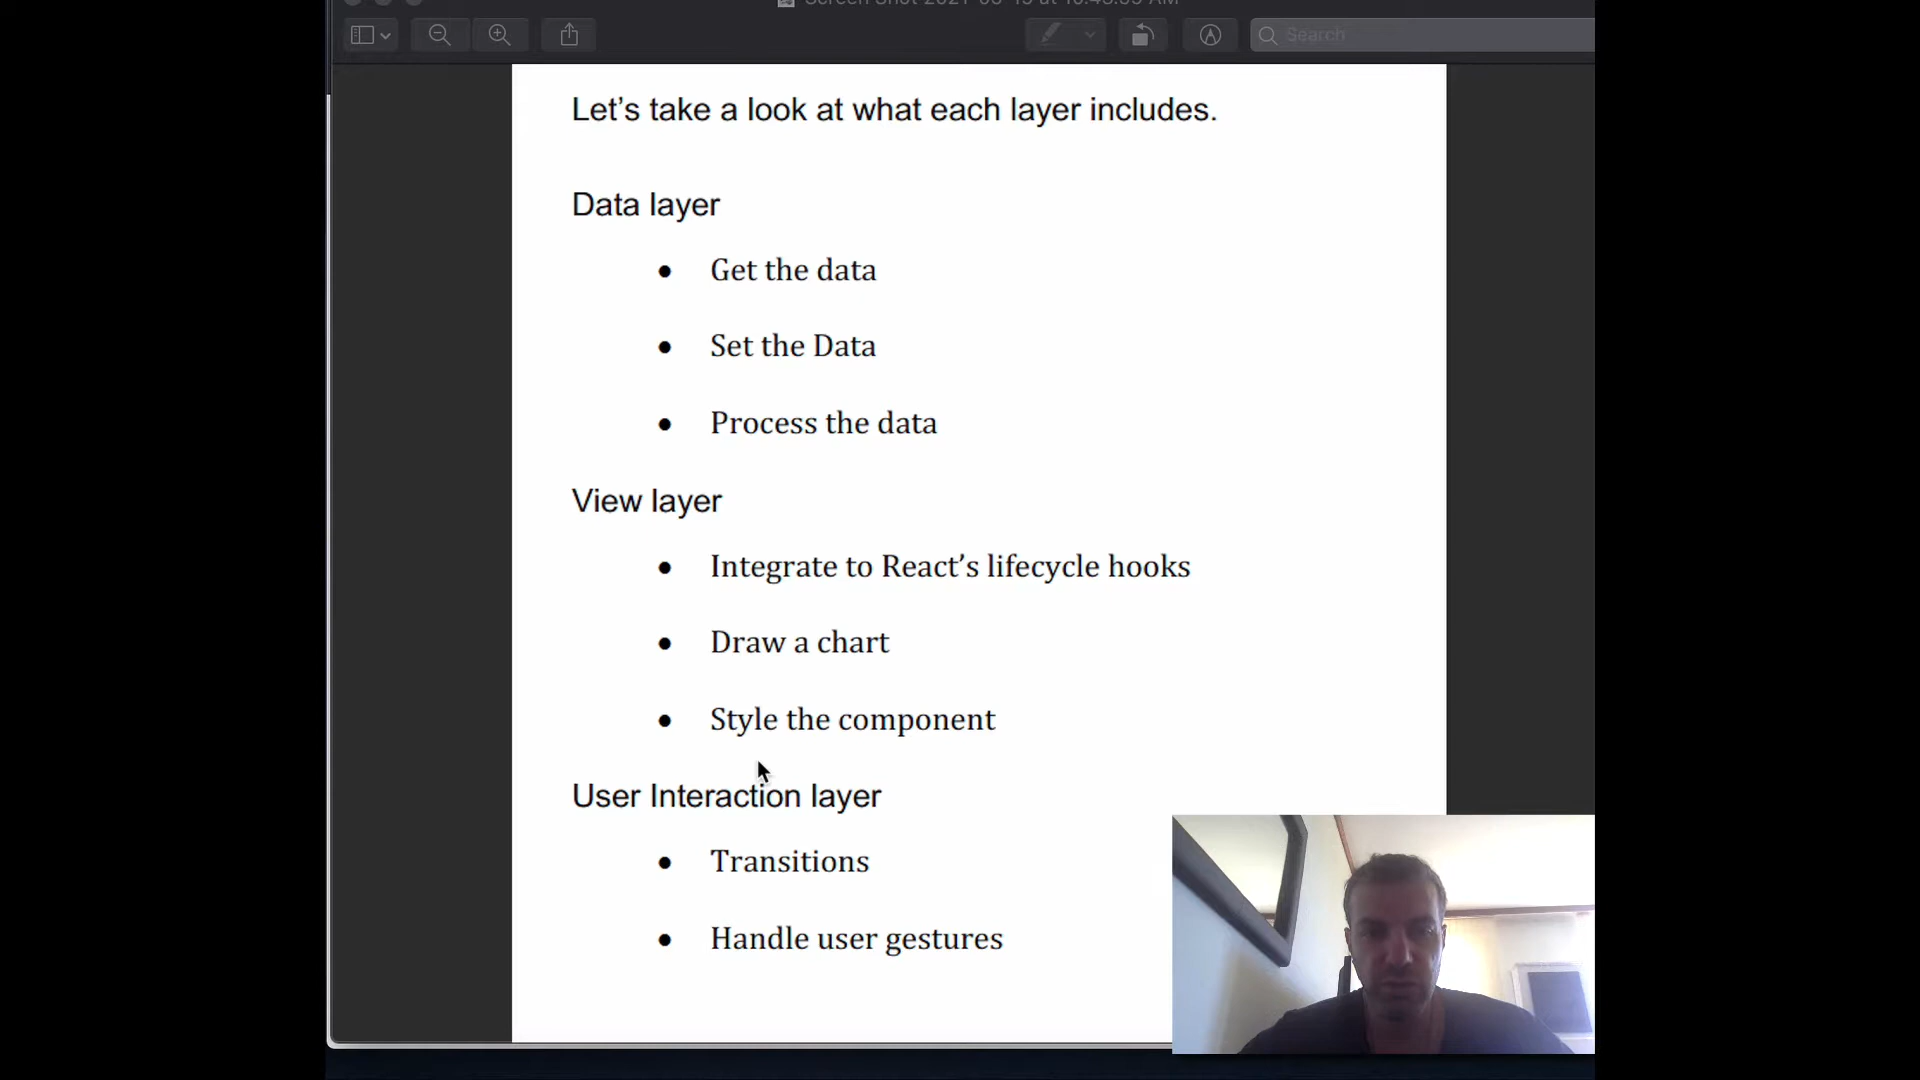 Search
Let’s take a look at what each layer includes.
Data layer
● Get the data
● Set the Data
● Process the data
View layer
● Integrate to React’s lifecycle hooks
● Draw a chart
● Style the component
User Interaction layer
● Transitions
● Handle user gestures